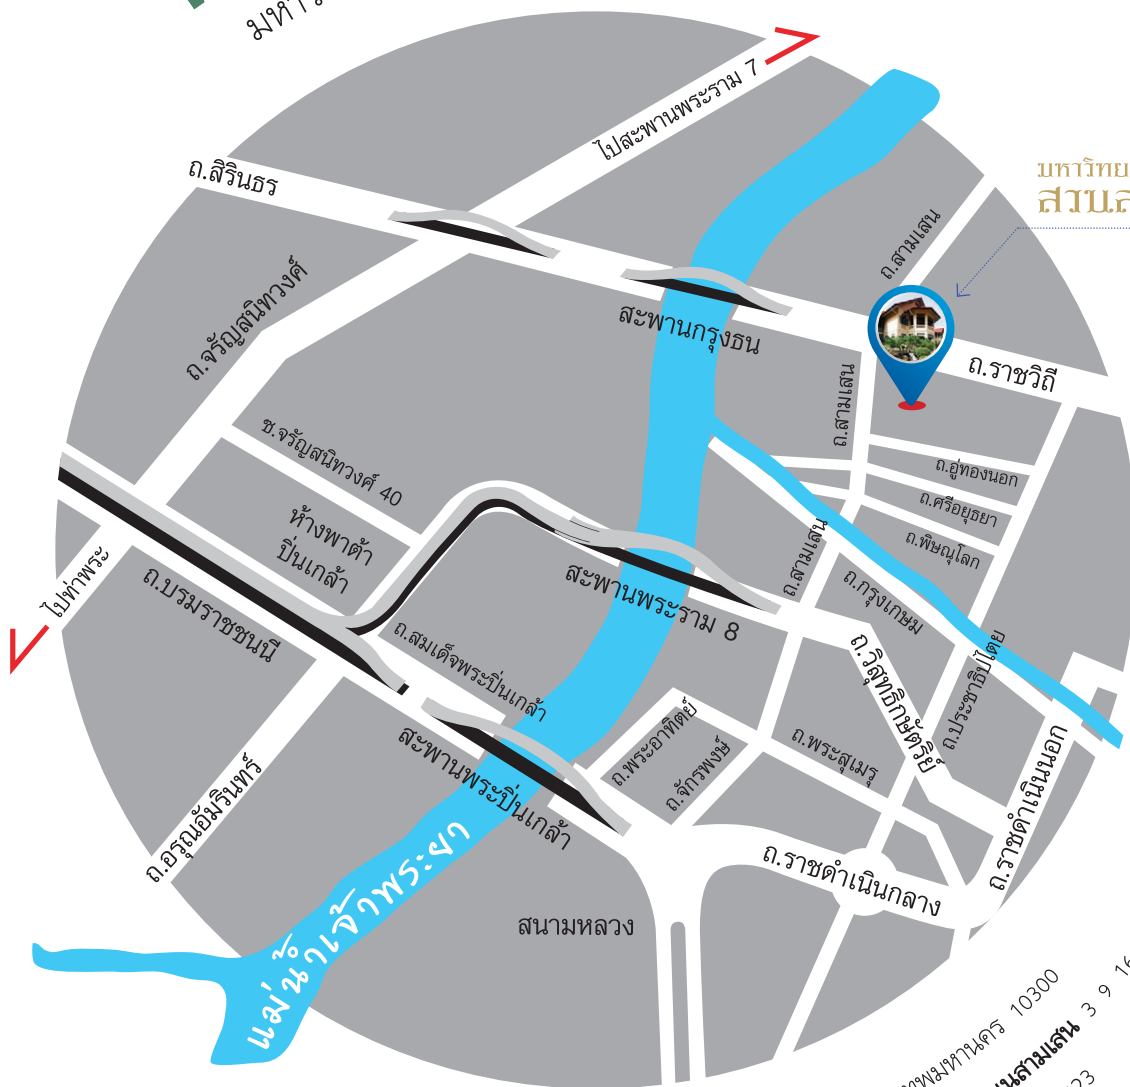 ไปสะพานพระราม 7
ถ.สิรินธร
ถ.สามเสน
ถ.จรัญสนิทวงศ์
สะพานกรุงธน
ถ.ราชวิถี
ถ.สามเสน
ซ.จรัญสนิทวงศ์ 40
ถ.อู่ทองนอก
ถ.ศรีอยุธยา
ห้างพาต้า
ปิ่นเกล้า
ถ.พิษณุโลก
ไปท่าพระ
ถ.บรมราชชนนี
สะพานพระราม 8
ถ.สามเสน
ถ.กรุงเกษม
ถ.สมเด็จพระปิ่นเกล้า
ถ.วิสุทธิกษัตริย์
ถ.ประชาธิปไตย
สะพานพระปิ่นเกล้า
ถ.พระอาทิตย์
ถ.จักรพงษ์
ถ.พระสุเมรุ
ถ.ราชดำเนินนอก
ถ.อรุณอัมรินทร์
ถ.ราชดำเนินกลาง
แม่น้ำเจ้าพระยา
สนามหลวง
10300
3 9